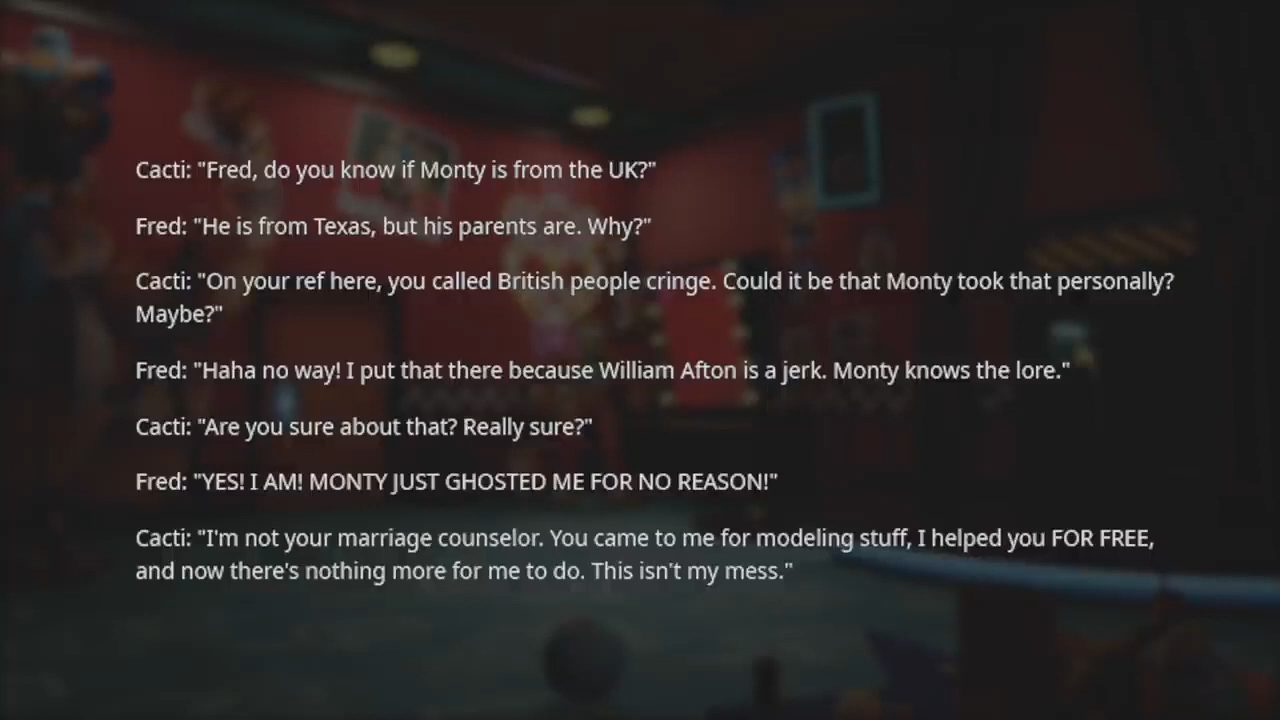 Cacti: "Fred, do you know if Monty is from the UK?"
Fred: "He is from Texas, but his parents are. Why?"
Cacti: "On your ref here, you called British people cringe. Could it be that Monty took that personally?
Maybe?"
Fred: "Haha no way! I put that there because William Afton is a jerk. Monty knows the lore."
Cacti: "Are you sure about that? Really sure?"
Fred: "YES! I AM! MONTY JUST GHOSTED ME FOR NO REASON!"
Cacti: "I'm not your marriage counselor. You came to me for modeling stuff, I helped you FOR FREE,
and now there's nothing more for me to do. This isn't my mess."